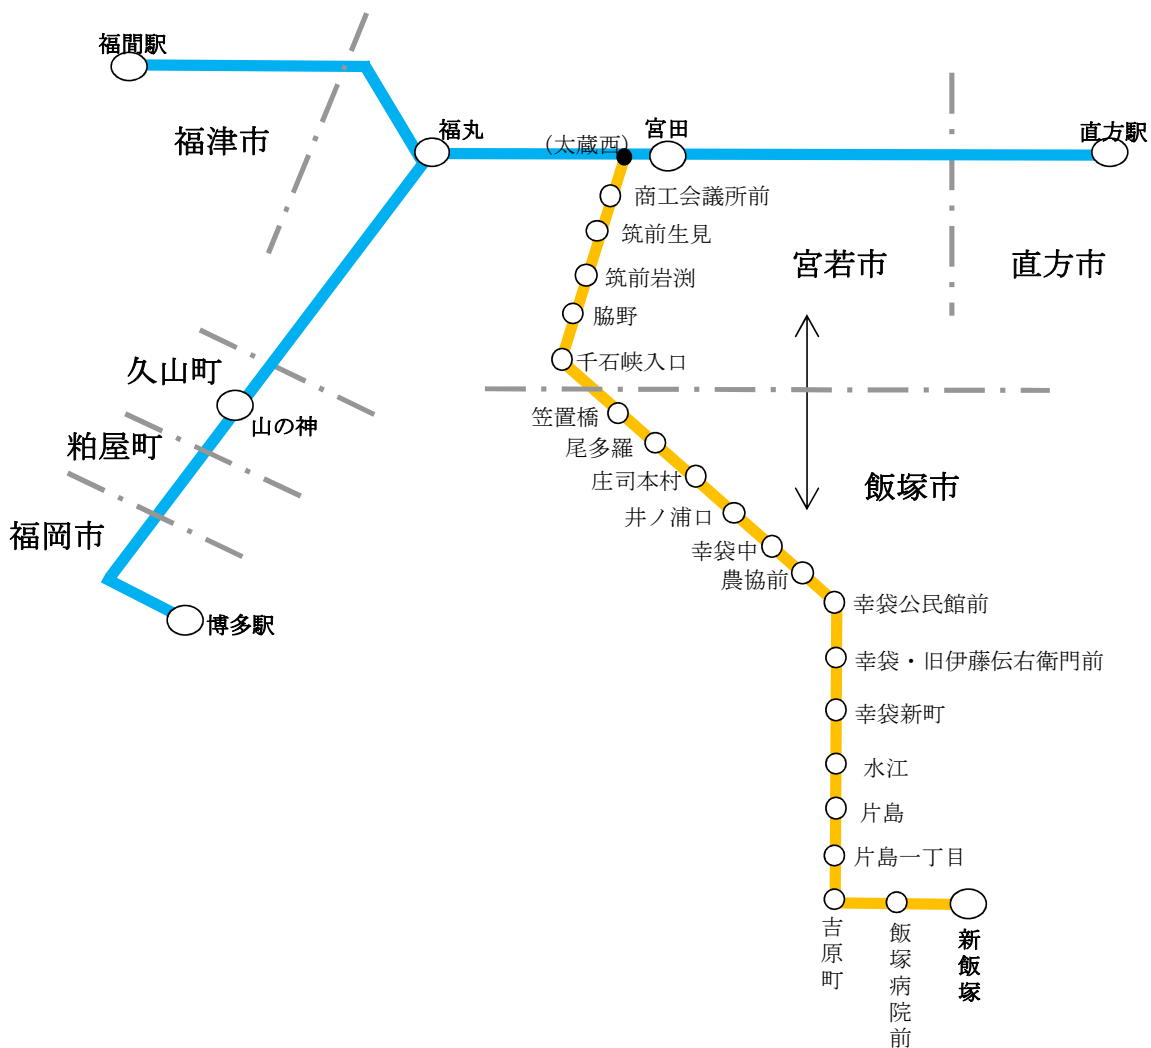 福間駅
福津市
福丸
(太蔵西)
宮田
直方駅
商工会議所前
筑前生見
宮若市
直方市
筑前岩渕
脇野
千石峡入口
久山町
山の神
笠置橋
粕屋町
尾多羅
庄司本村
飯塚市
井ノ浦口
福岡市
幸袋中
農協前
幸袋公民館前
博多駅
幸袋・旧伊藤伝右衛門前
幸袋新町
水江
片島
片島一丁目
吉原町
飯塚病院前
新飯塚